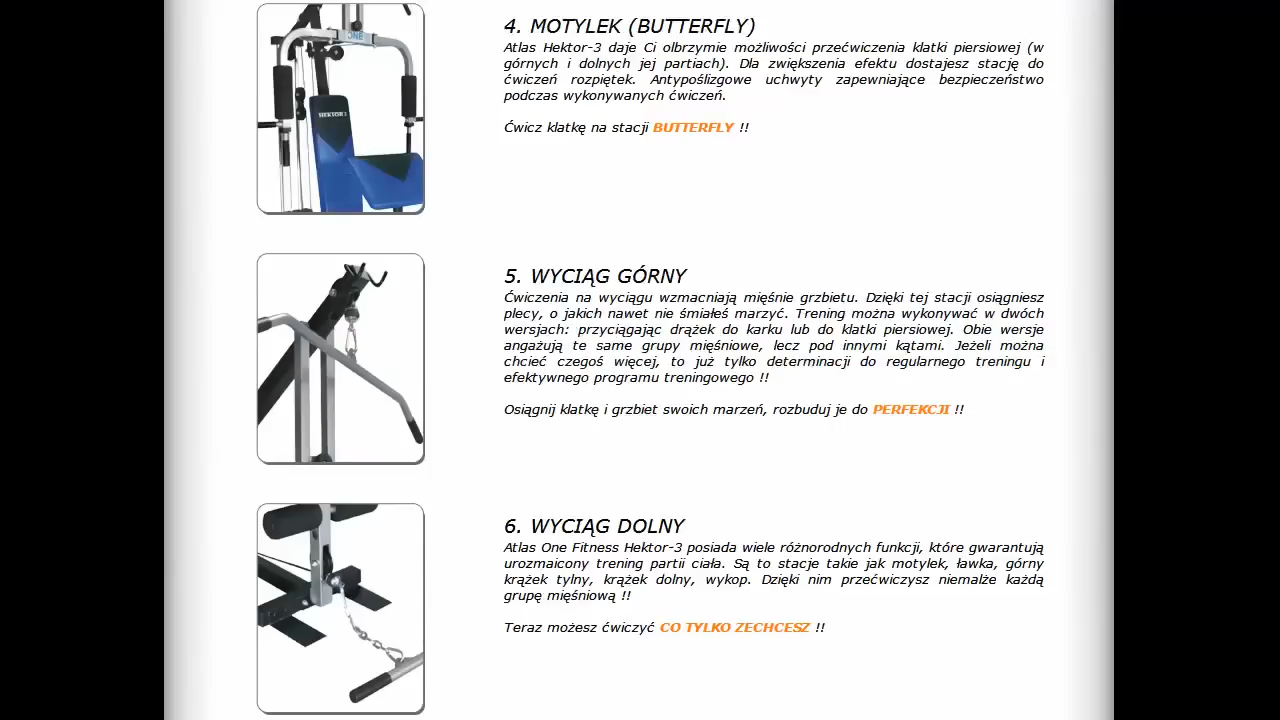 ONE
HEKTOR 3
4. MOTYLEK (BUTTERFLY)
Atlas Hektor-3 daje Ci olbrzymie możliwości przećwiczenia klatki piersiowej (w
górnych i dolnych jej partiach). Dla zwiększenia efektu dostajesz stację do
ćwiczeń rozpiętek. Antypoślizgowe uchwyty zapewniające bezpieczeństwo
podczas wykonywanych ćwiczeń.
Ćwicz klatkę na stacji BUTTERFLY !!
5. WYCIĄG GÓRNY
Ćwiczenia na wyciągu wzmacniają mięśnie grzbietu. Dzięki tej stacji osiągniesz
plecy, o jakich nawet nie śmiałeś marzyć. Trening można wykonywać w dwóch
wersjach: przyciągając drążek do karku lub do klatki piersiowej. Obie wersje
angażują te same grupy mięśniowe, lecz pod innymi kątami. Jeżeli można
chcieć czegoś więcej, to już tylko determinacji do regularnego treningu i
efektywnego programu treningowego !!
Osiągnij klatkę i grzbiet swoich marzeń, rozbuduj je do PERFEKCJI !!
6. WYCIĄG DOLNY
Atlas One Fitness Hektor-3 posiada wiele różnorodnych funkcji, które gwarantują
urozmaicony trening partii ciała. Są to stacje takie jak motylek, ławka, górny
krążek tylny, krążek dolny, wykop. Dzięki nim przećwiczysz niemalże każdą
grupę mięśniową !!
Teraz możesz ćwiczyć CO TYLKO ZECHCESZ !!